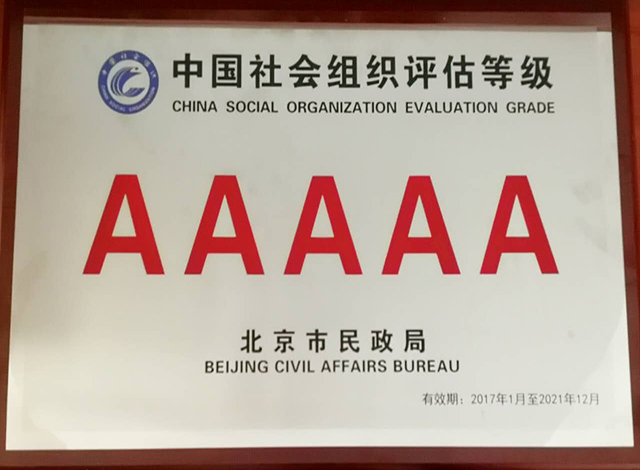 中国社会组织评估等级
CHINA SOCIAL ORGANIZATION EVALUATION GRADE
AAAAA
北京市民政局
BEIJING CIVIL AFFAIRS BUREAU
有效期：2017年1月至2021年12月